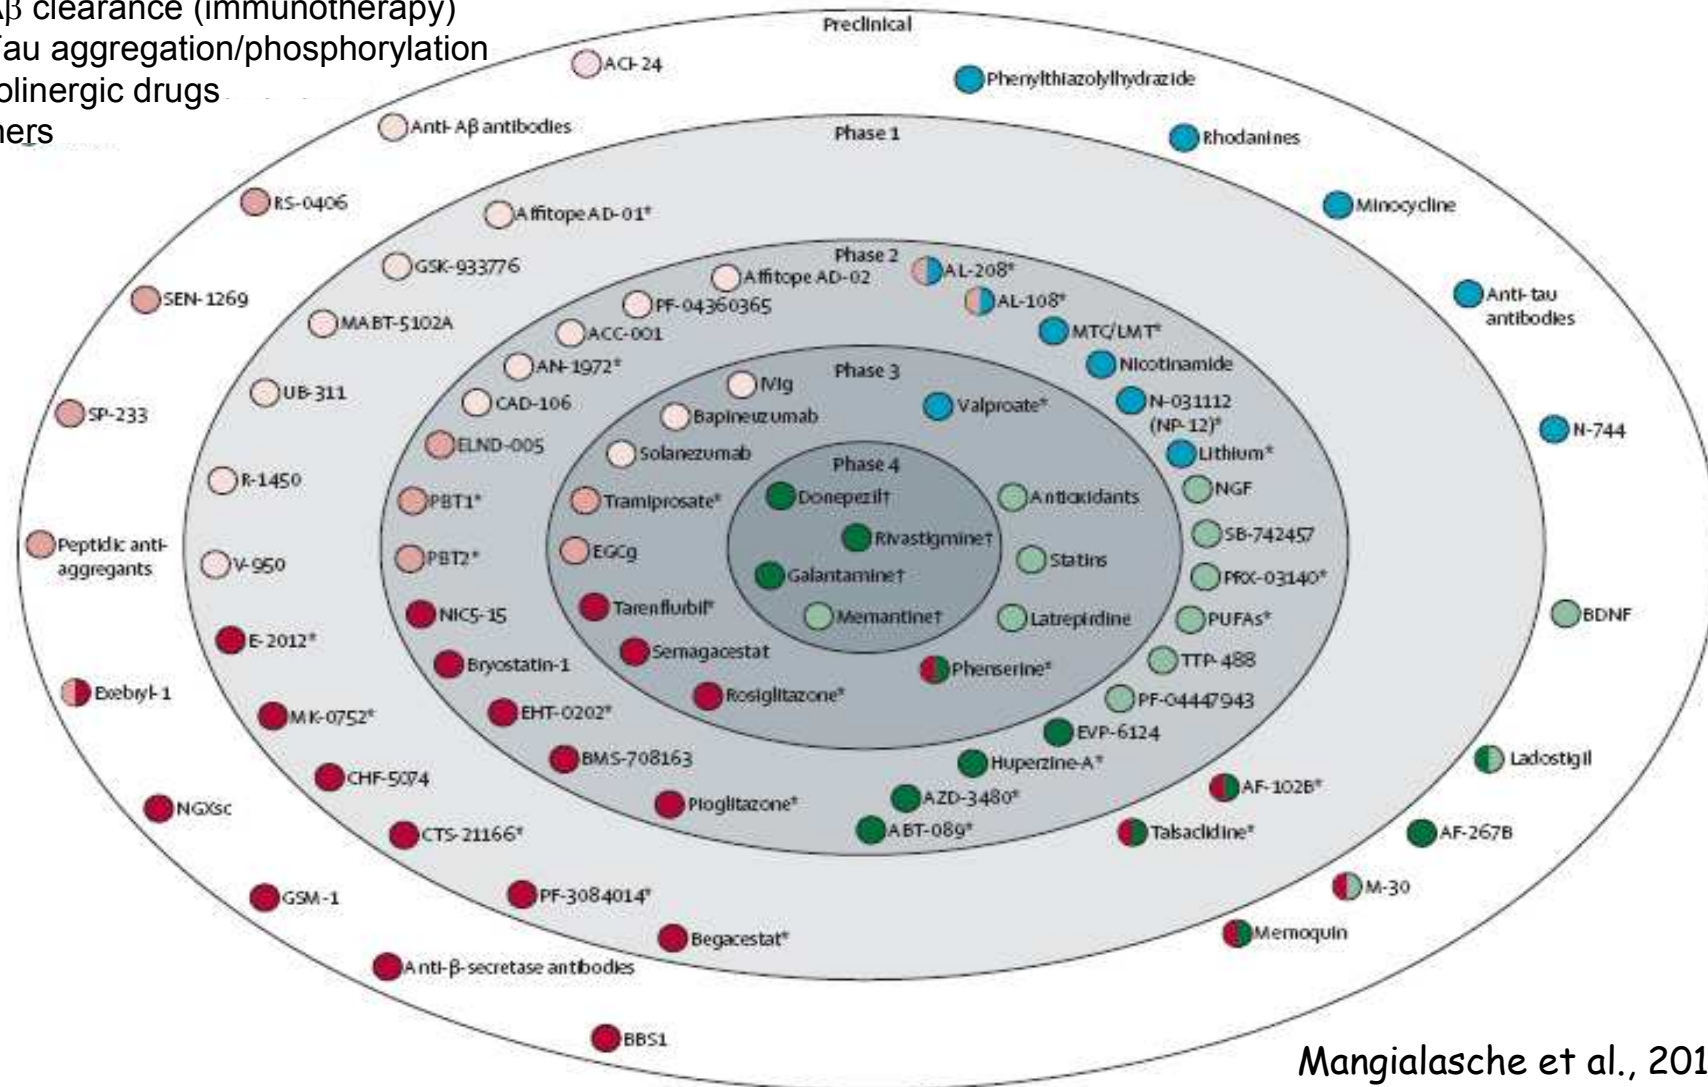 Aβ clearance (immunotherapy)
Tau aggregation/phosphorylation
olinergic drugs
ners
Preclinical
ACI-24
Phenylthiazolylhydrazide
Anti-Aβ antibodies
Phase 1
Rhodanines
RS-0406
Affitope AD-01*
Minocycline
GSK-933776
Phase 2
Affitope AD-02
AL-208*
SEN-1269
PF-04360365
AL-108*
Anti-tau
antibodies
MABT-5102A
ACC-001
MTC/LMT*
AN-1972*
Phase 3
Nicotinamide
UB-311
CAD-106
IVIg
Valproate*
N-031112
(NP-12)*
SP-233
Bapineuzumab
N-744
ELND-005
Solanezumab
Phase 4
Lithium*
R-1450
PBT1*
Tramiprosate*
Donepezil†
Antioxidants
NGF
Peptidic anti-
aggregants
Rivastigmine†
SB-742457
V-950
PBT2*
EGCg
Galantamine†
Statins
PRX-03140*
NIC5-15
Tarenflurbil*
Memantine†
Latrepirdine
PUFAs*
BDNF
E-2012*
Bryostatin-1
Semagacestat
Phenserine*
TTP-488
Exebryl-1
Rosiglitazone*
PF-04447943
MK-0752*
EHT-0202*
EVP-6124
BMS-708163
Huperzine-A*
Ladostigil
CHF-5074
Pioglitazone*
AZD-3480*
AF-102B*
NGXsc
CTS-21166*
ABT-089*
Talsaclidine*
AF-267B
GSM-1
PF-3084014*
M-30
Begacestat*
Memoquin
Anti-β-secretase antibodies
BBS1
Mangialasche et al., 201